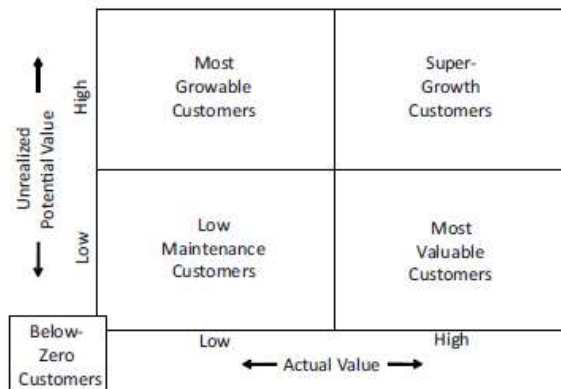 Unrealized
Potential Value
High
Low
Most
Growable
Customers
Super-
Growth
Customers
Low
Maintenance
Customers
Most
Valuable
Customers
Below-
Zero
Customers
Low
High
Actual Value